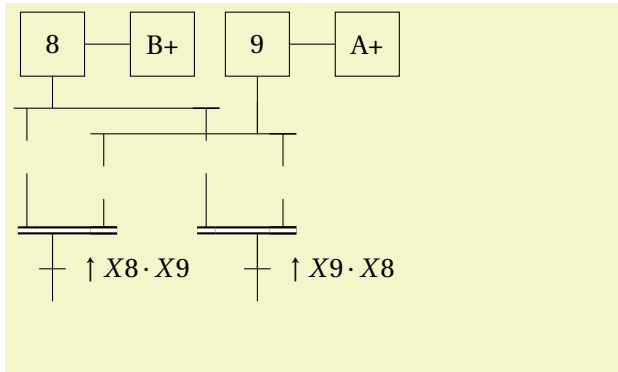 8 B+ 9 A+
↑ X8 · X9 ↑ X9 · X8